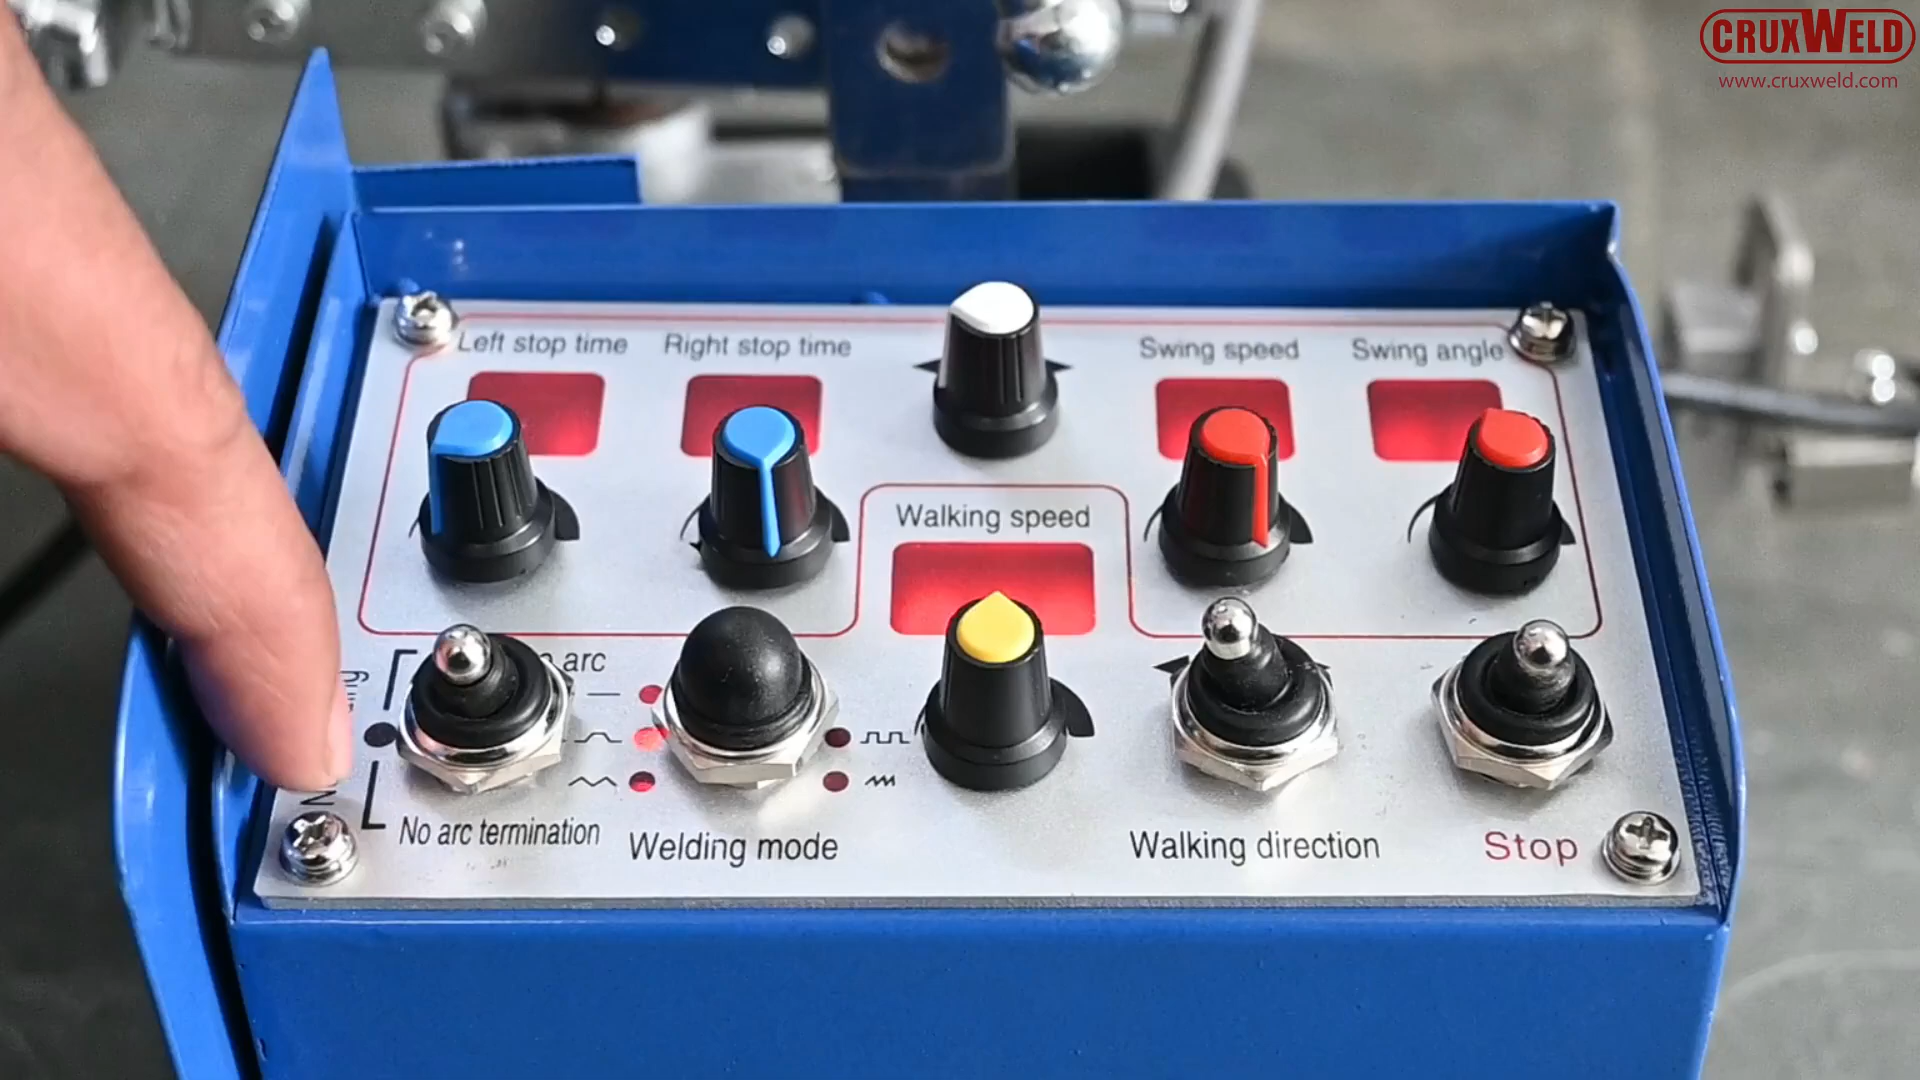 CRUXWELD
www.cruxweld.com
Left stop time
Right stop time
Swing speed
Swing angle
Walking speed
arc
No arc termination
Welding mode
Walking direction
Stop